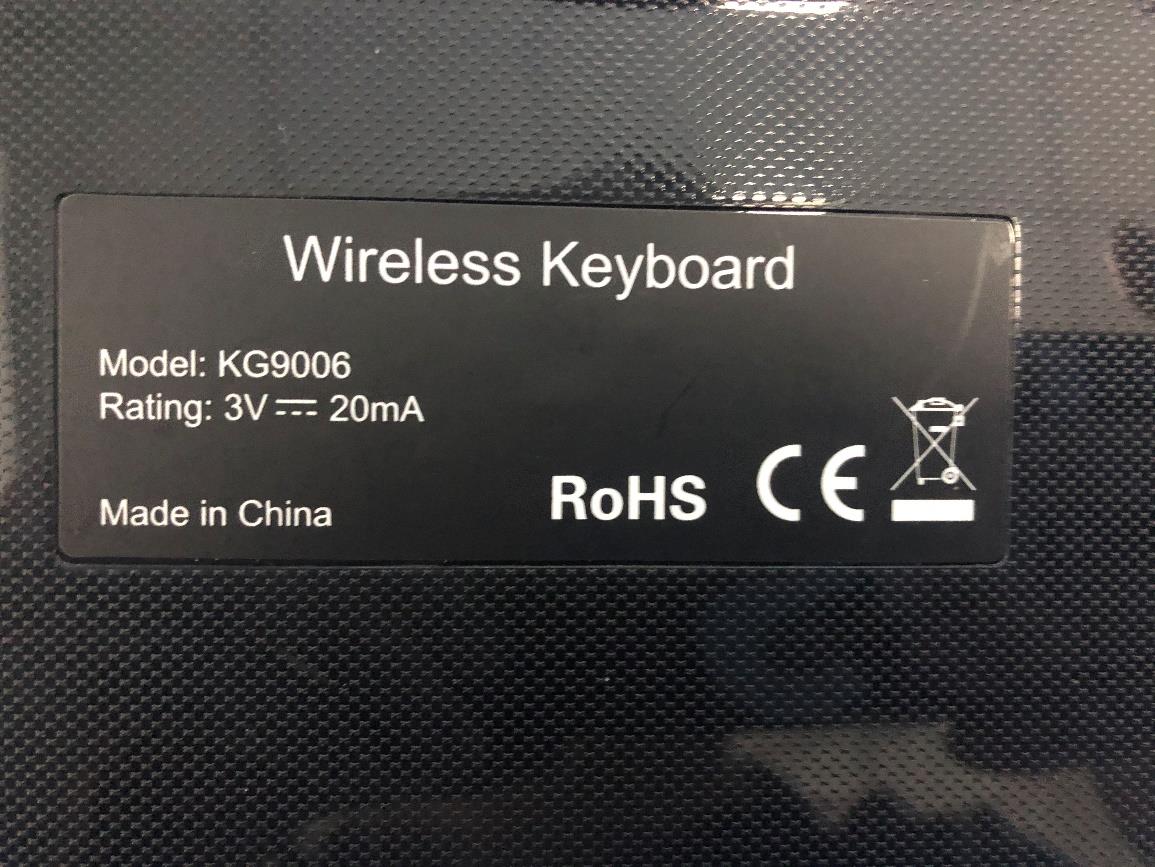 Wireless Keyboard
Model: KG9006
Rating: 3V ⎓ 20mA
Made in China
RoHS CE